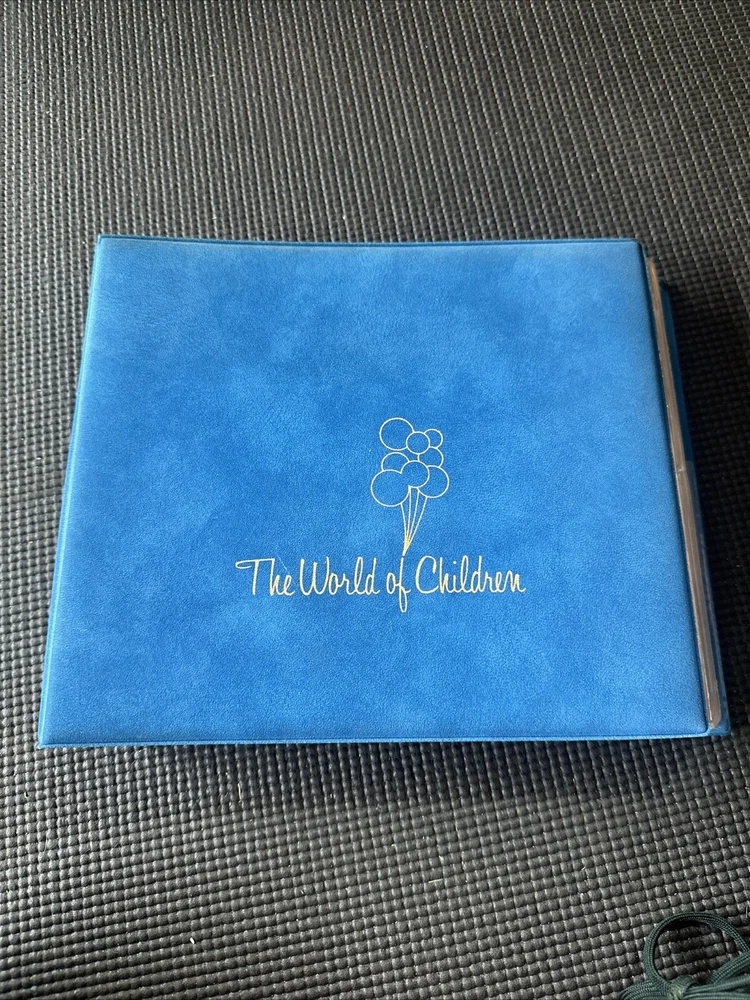 The World of Children